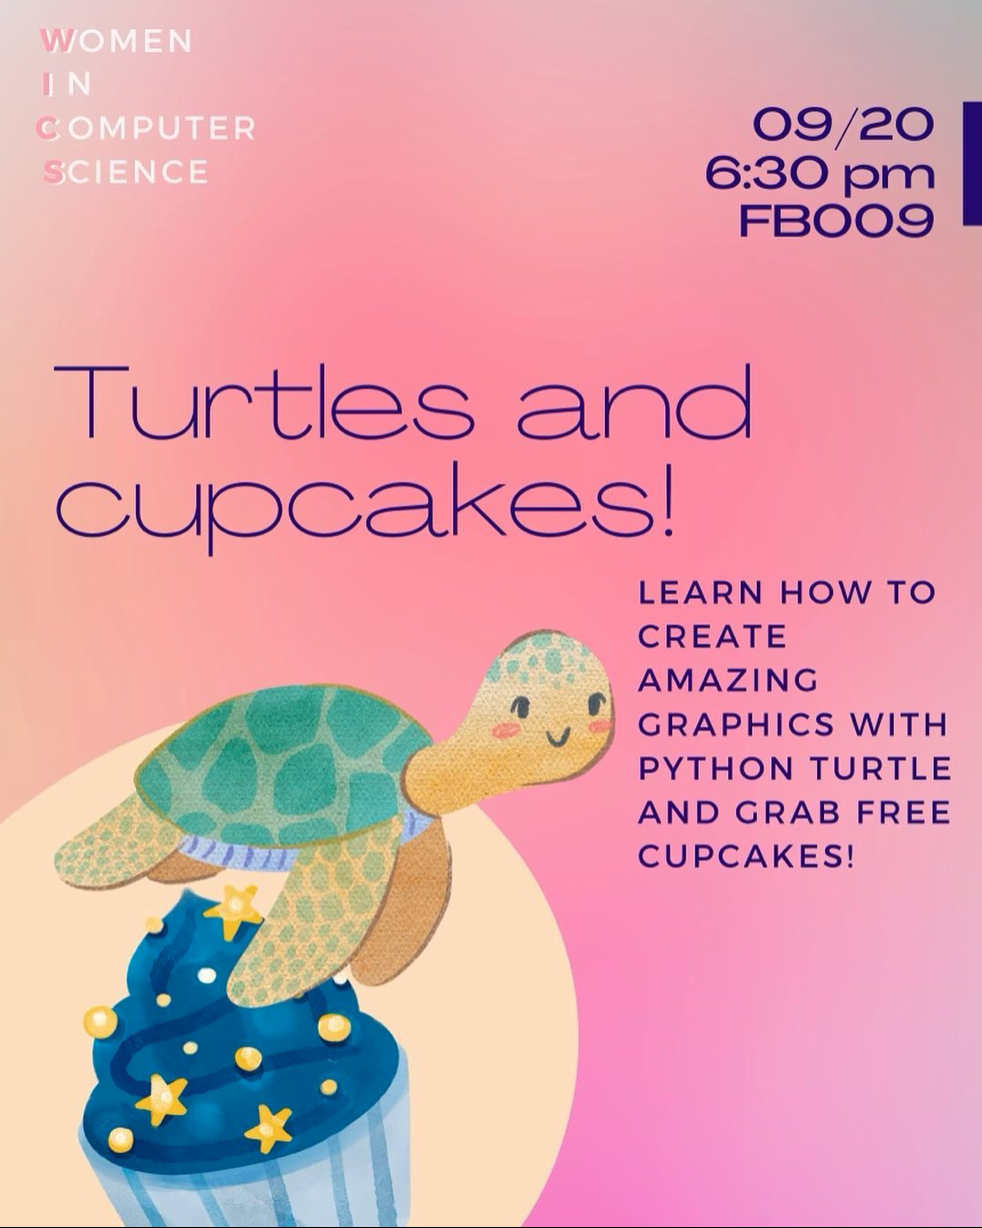 WOMEN
IN
COMPUTER
SCIENCE
09/20
6:30 pm
FB009
Turtles and
cupcakes!
LEARN HOW TO
CREATE
AMAZING
GRAPHICS WITH
PYTHON TURTLE
AND GRAB FREE
CUPCAKES!